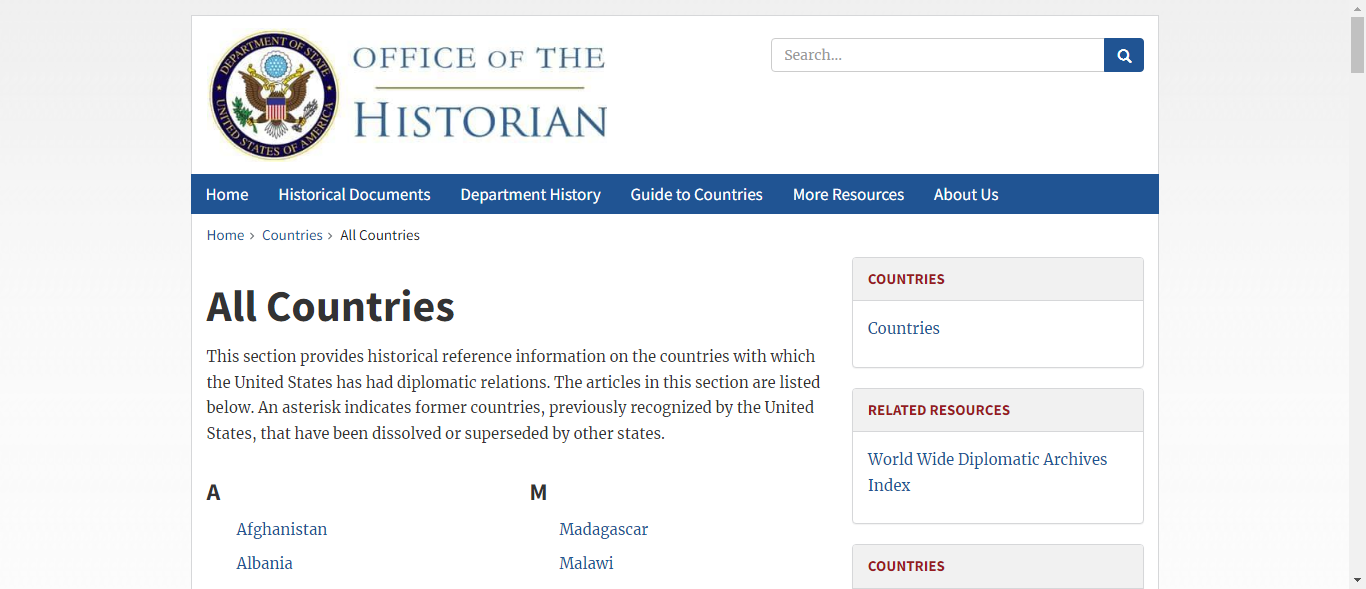 DEPARTMENT OF STATE
UNITED STATES OF AMERICA
OFFICE OF THE
HISTORIAN
Search...
Home Historical Documents Department History Guide to Countries More Resources About Us
Home › Countries › All Countries
All Countries
This section provides historical reference information on the countries with which
the United States has had diplomatic relations. The articles in this section are listed
below. An asterisk indicates former countries, previously recognized by the United
States, that have been dissolved or superseded by other states.
A
Afghanistan
Albania
M
Madagascar
Malawi
COUNTRIES
Countries
RELATED RESOURCES
World Wide Diplomatic Archives
Index
COUNTRIES